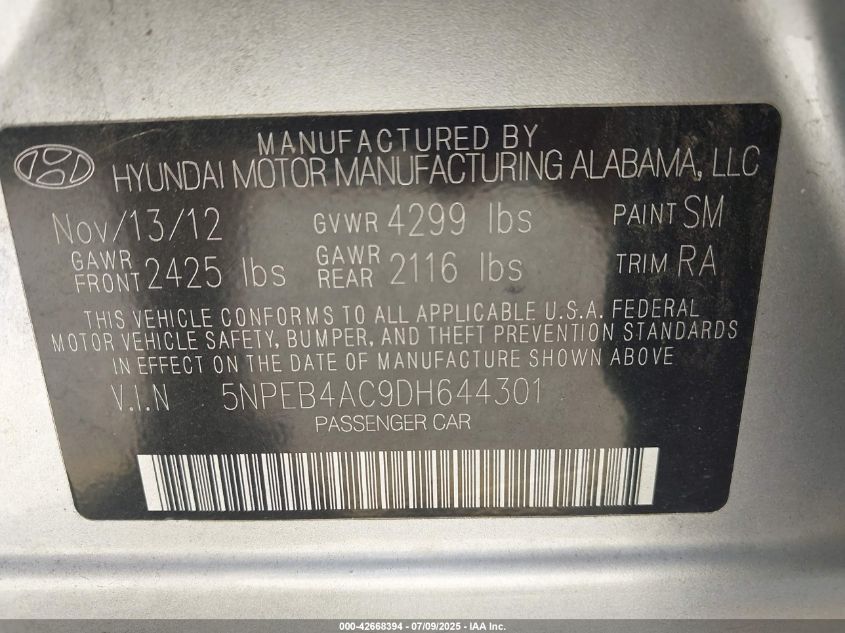 MANUFACTURED BY
HYUNDAI MOTOR MANUFACTURING ALABAMA, LLC
Nov/13/12 GVWR 4299 lbs PAINT SM
GAWR FRONT 2425 lbs GAWR REAR 2116 lbs TRIM RA
THIS VEHICLE CONFORMS TO ALL APPLICABLE U.S.A. FEDERAL
MOTOR VEHICLE SAFETY, BUMPER, AND THEFT PREVENTION STANDARDS
IN EFFECT ON THE DATE OF MANUFACTURE SHOWN ABOVE
V.I.N 5NPEB4AC9DH644301
PASSENGER CAR
000-42668394 - 07/09/2025 - IAA Inc.